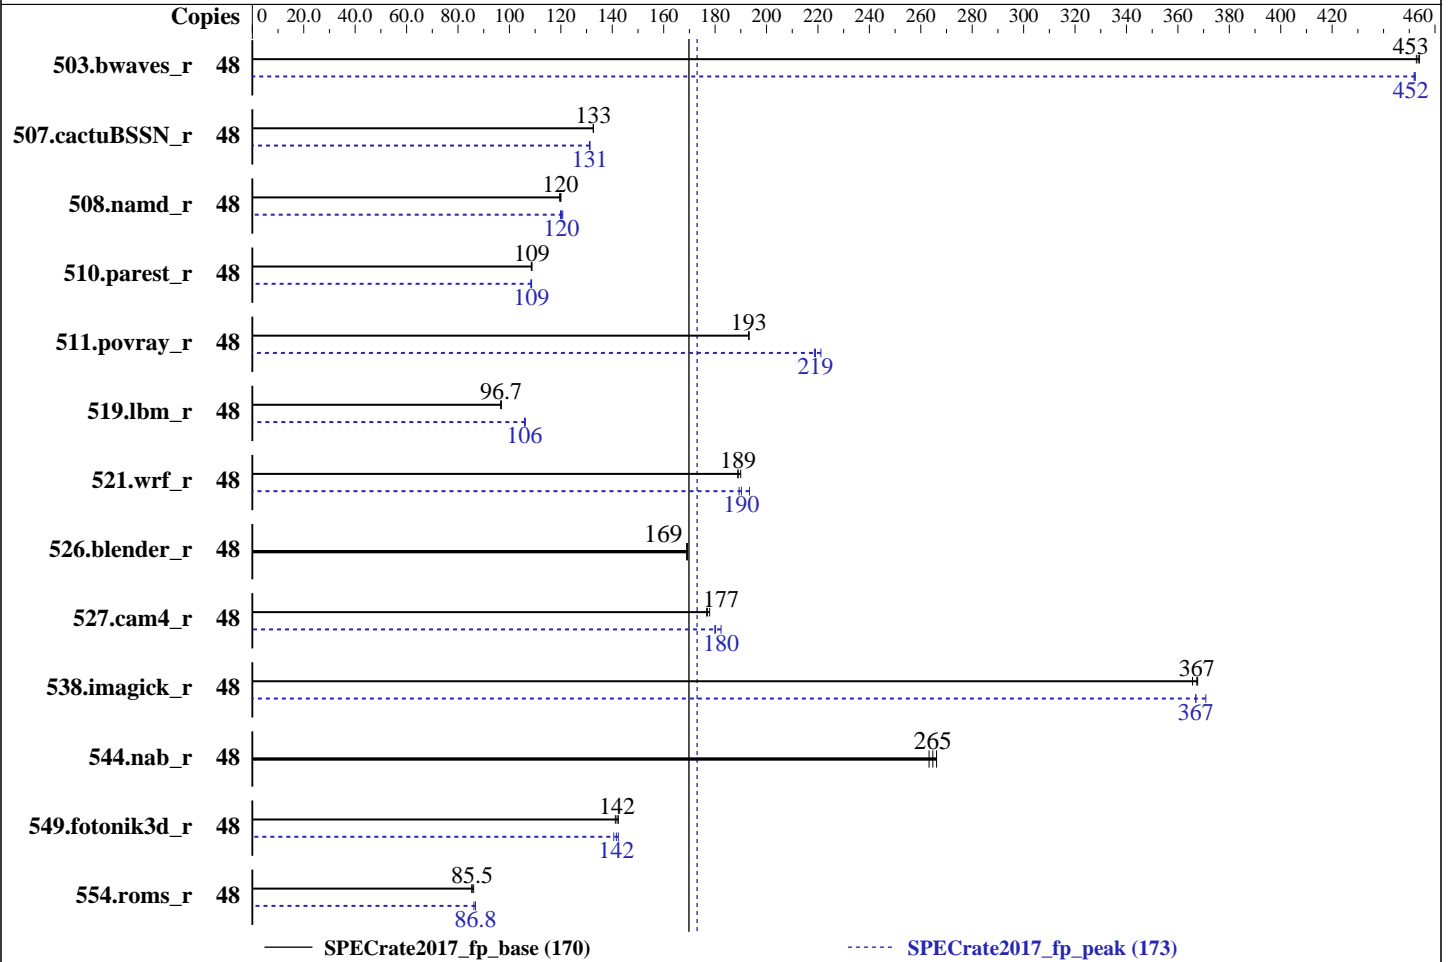 Copies 0 20.0 40.0 60.0 80.0 100 120 140 160 180 200 220 240 260 280 300 320 340 360 380 400 420 460
503.bwaves_r 48 453
452
507.cactuBSSN_r 48 133
131
508.namd_r 48 120
120
510.parest_r 48 109
109
511.povray_r 48 193
219
519.lbm_r 48 96.7
106
521.wrf_r 48 189
190
526.blender_r 48 169
527.cam4_r 48 177
180
538.imagick_r 48 367
367
544.nab_r 48 265
549.fotonik3d_r 48 142
142
554.roms_r 48 85.5
86.8
SPECrate2017_fp_base (170) SPECrate2017_fp_peak (173)